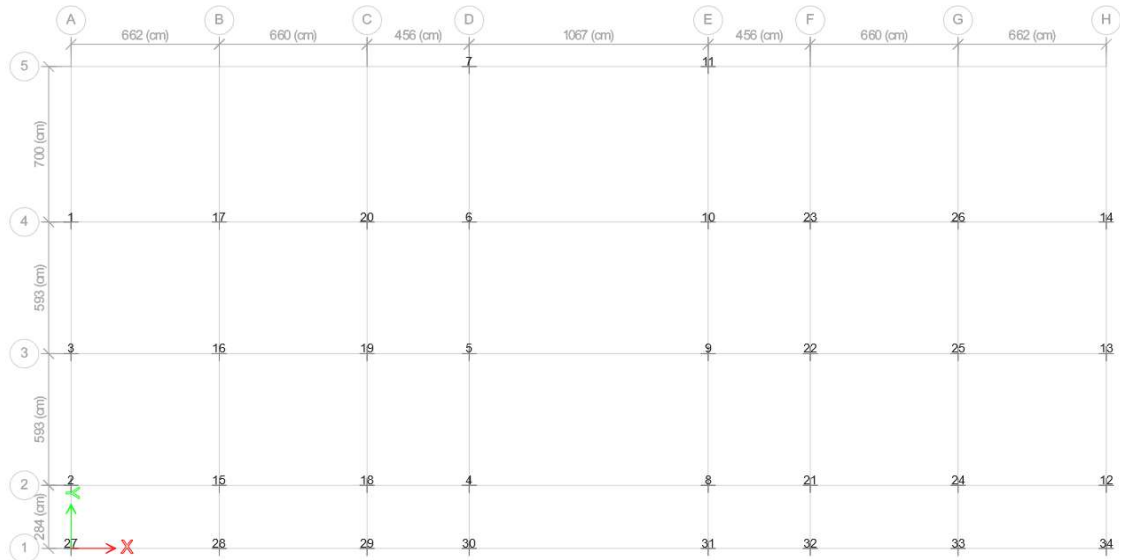 A B C D E F G H
662 (cm) 660 (cm) 456 (cm) 1067 (cm) 456 (cm) 660 (cm) 662 (cm)
5 7 11
700 (cm)
4 1 17 20 6 10 23 26 14
593 (cm)
3 3 16 19 5 9 22 25 13
593 (cm)
2 2 15 18 4 8 21 24 12
Y
284 (cm)
1 27 X 28 29 30 31 32 33 34